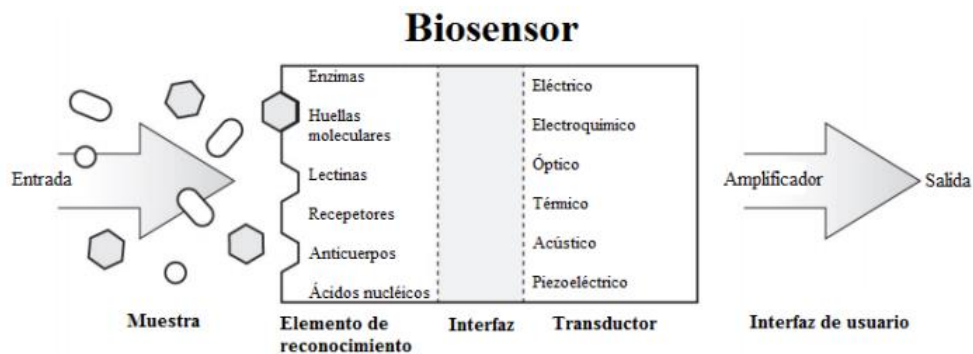 Biosensor
Enzimas
Huellas
moleculares
Lectinas
Recepetores
Anticuerpos
Ácidos nucléicos
Eléctrico
Electroquímico
Óptico
Térmico
Acústico
Piezoeléctrico
Entrada
Amplificador
Salida
Muestra
Elemento de
reconocimiento
Interfaz
Transductor
Interfaz de usuario